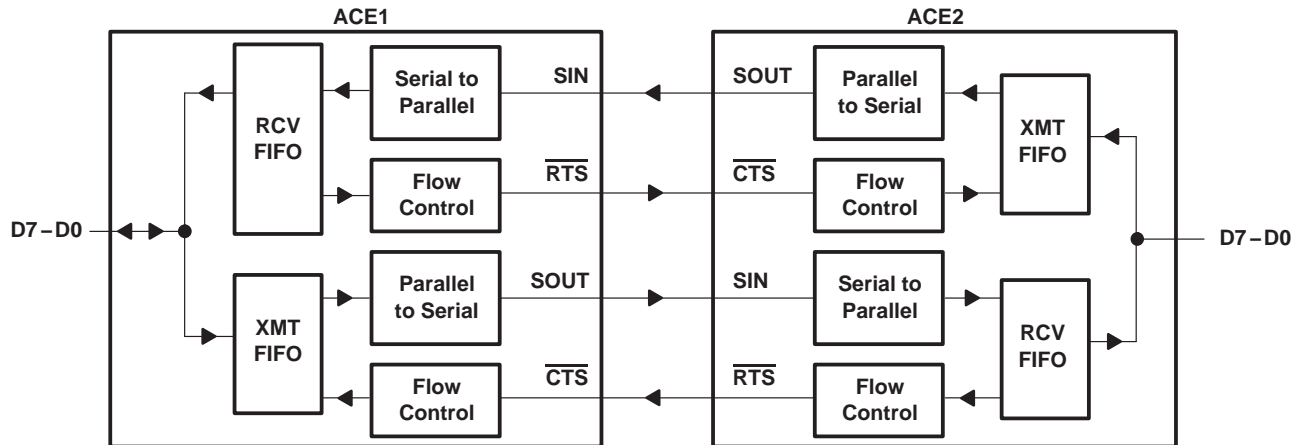 ACE1
ACE2
RCV
FIFO
Serial to
Parallel
SIN
SOUT
Parallel
to Serial
XMT
FIFO
Flow
Control
RTS
CTS
Flow
Control
D7–D0
D7–D0
XMT
FIFO
Parallel
to Serial
SOUT
SIN
Serial to
Parallel
RCV
FIFO
Flow
Control
CTS
RTS
Flow
Control